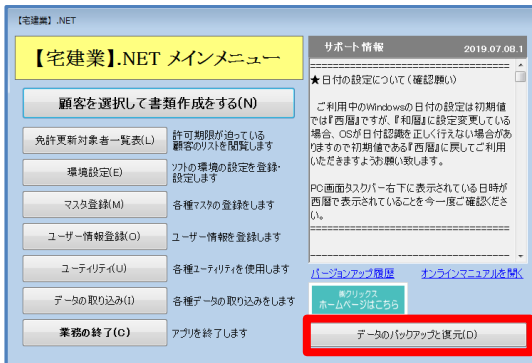 【宅建業】.NET
【宅建業】.NET メインメニュー
顧客を選択して書類作成をする(N)
免許更新対象者一覧表(L)
許可期限が迫っている
顧客のリストを閲覧します
環境設定(E)
ソフトの環境の設定を登録・
設定します
マスタ登録(M)
各種マスタの登録をします
ユーザー情報登録(O)
ユーザー情報を登録します
ユーティリティ(U)
各種ユーティリティを使用します
データの取り込み(I)
各種データの取り込みをします
業務の終了(C)
アプリを終了します
サポート情報
2019.07.08.1
====================================
★日付の設定について(確認願い)
ご利用中のWindowsの日付の設定は初期値
では『西暦』ですが、『和暦』に設定変更している
場合、OSが日付認識を正しく行えない場合があ
りますので初期値である『西暦』に戻してご利用
いただきますようお願い致します。
PC画面タスクバー右下に表示されている日時が
西暦で表示されていることを今一度ご確認くださ
い。
====================================
バージョンアップ履歴
オンラインマニュアルを開く
㈱クリックス
ホームページはこちら
データのバックアップと復元(D)